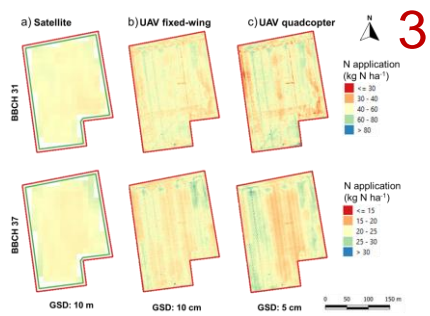 a) Satellite
b) UAV fixed-wing
c) UAV quadcopter
N
3
BBCH 31
N application
(kg N ha-1)
<= 30
30 - 40
40 - 60
60 - 80
> 80
BBCH 37
N application
(kg N ha-1)
<= 15
15 - 20
20 - 25
25 - 30
> 30
GSD: 10 m
GSD: 10 cm
GSD: 5 cm
0 50 100 150 m